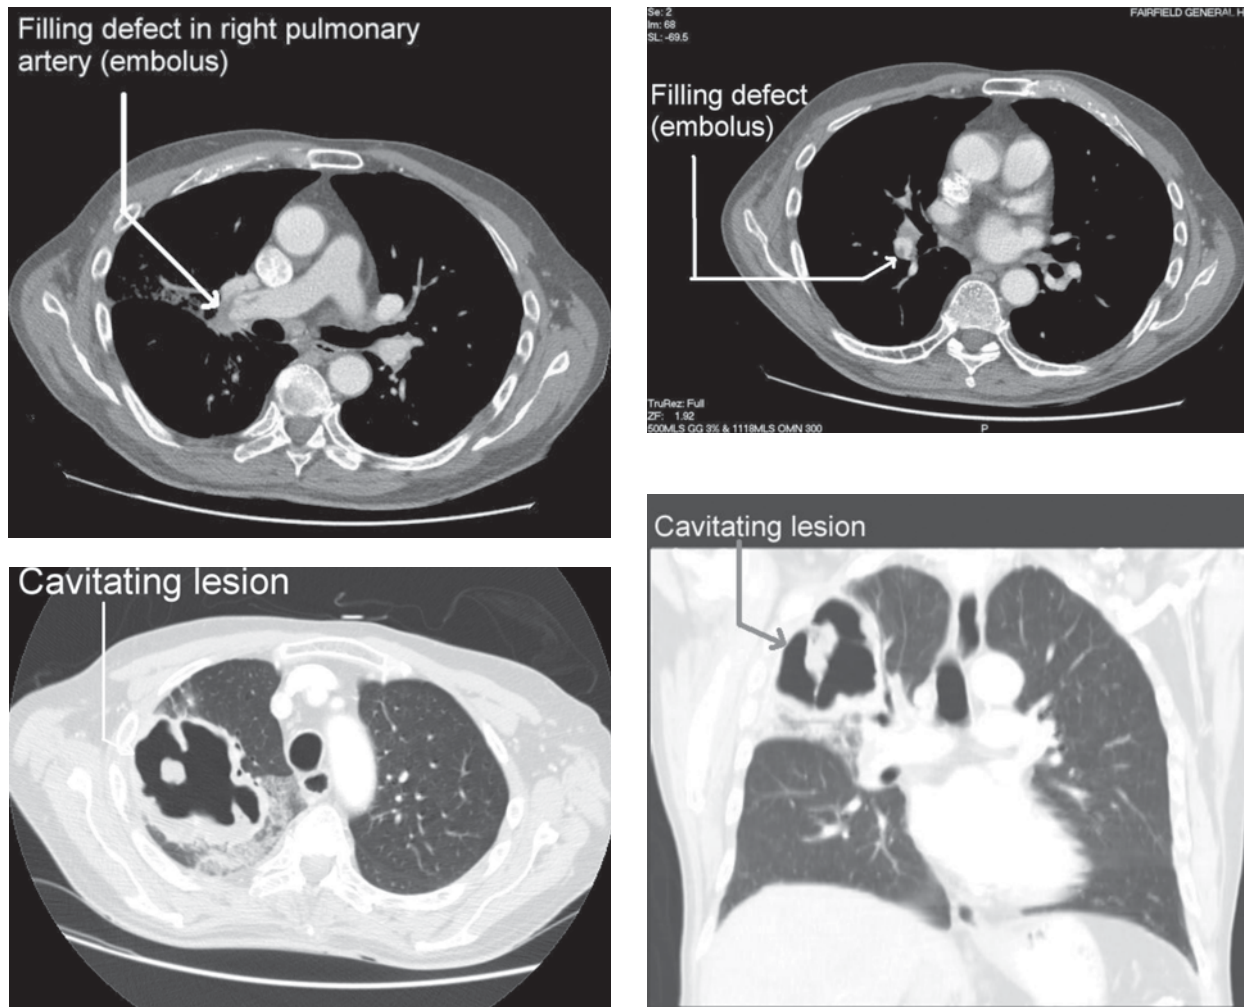 Filling defect in right pulmonary
artery (embolus)
Se: 2
Im: 68
SL: -69.5
FAIRFIELD GENERAL H
Filling defect
(embolus)
TruRez: Full
ZF: 1.92
500MLS GG 3% & 1118MLS OMN 300
P
Cavitating lesion
Cavitating lesion